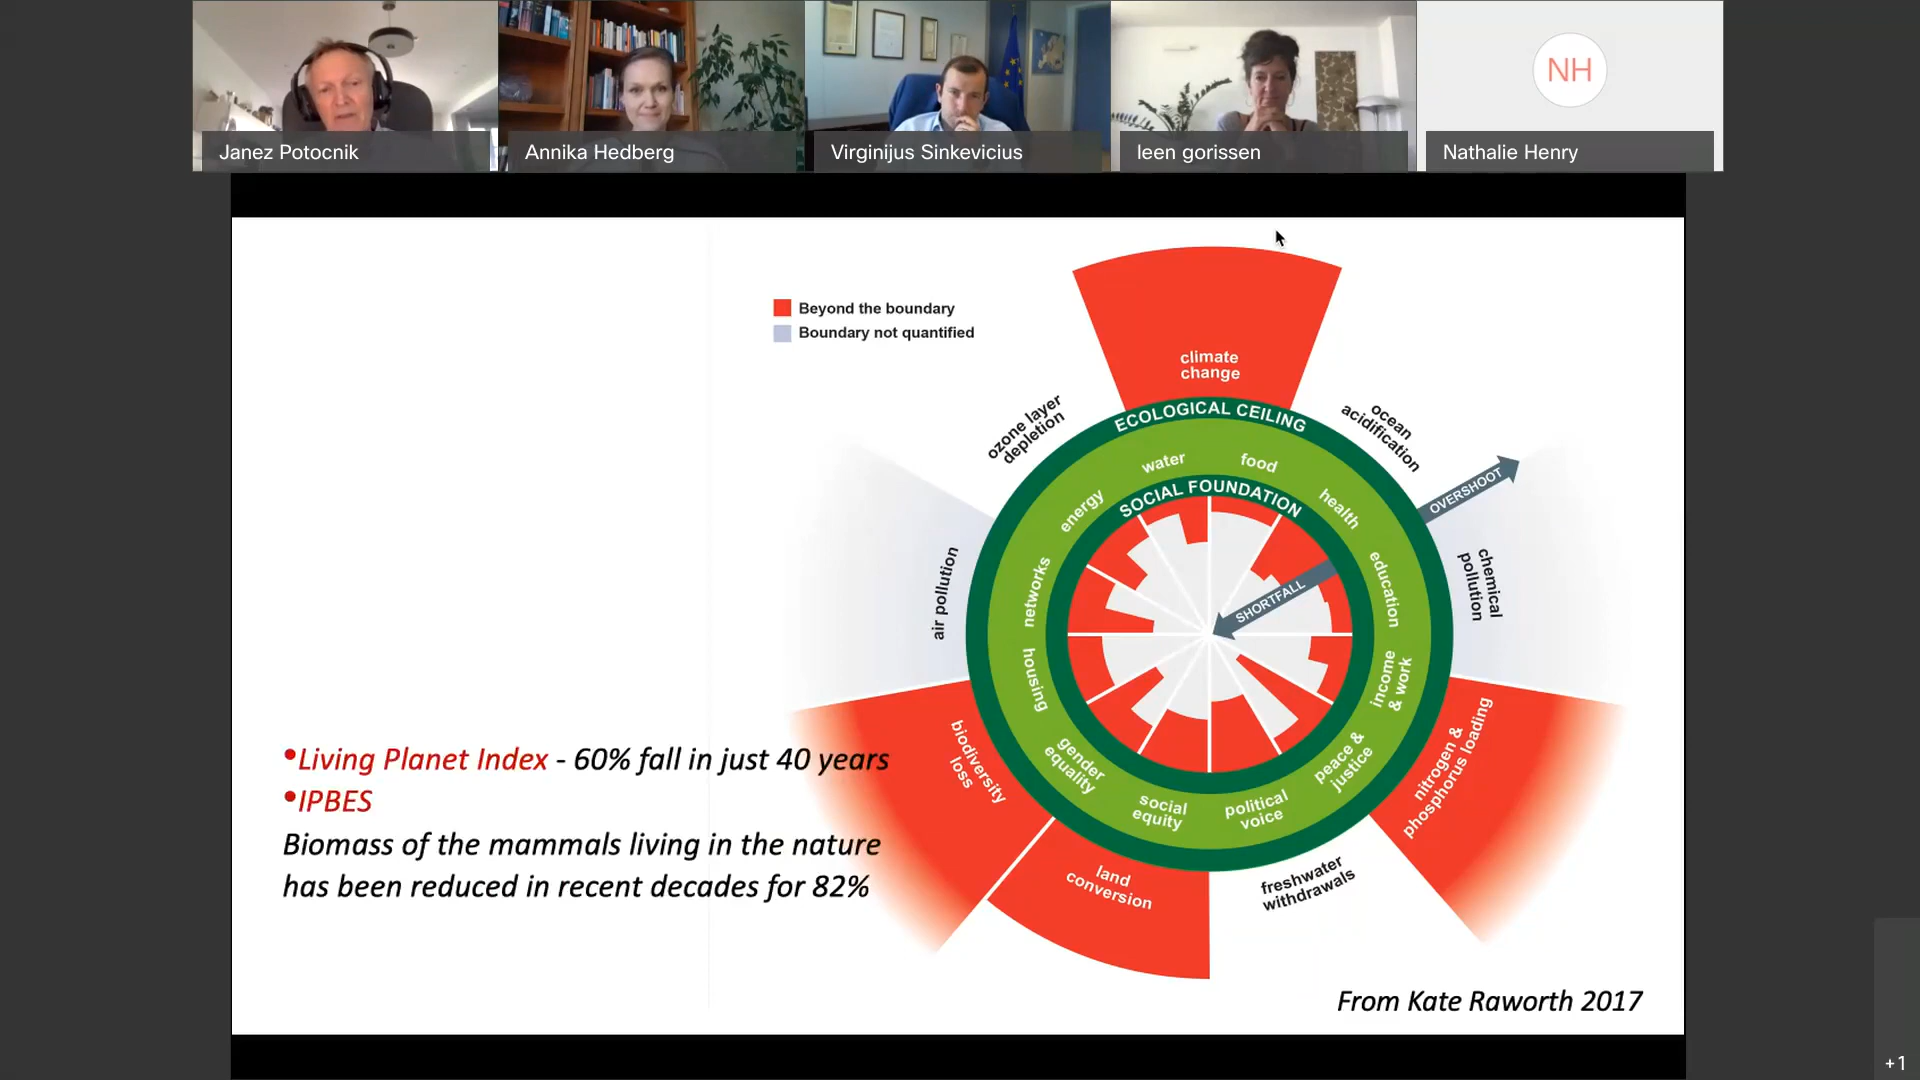 Janez Potocnik
Annika Hedberg
Virginijus Sinkevicius
leen gorissen
NH
Nathalie Henry
Beyond the boundary
Boundary not quantified
climate
change
ozone layer
depletion
ocean
acidification
ECOLOGICAL CEILING
OVERSHOOT
water
food
energy
health
SOCIAL FOUNDATION
networks
education
air pollution
chemical
pollution
SHORTFALL
housing
income
& work
gender
equality
peace &
justice
social
equity
political
voice
biodiversity
loss
nitrogen &
phosphorus loading
land
conversion
freshwater
withdrawals
•Living Planet Index - 60% fall in just 40 years
•IPBES
Biomass of the mammals living in the nature
has been reduced in recent decades for 82%
From Kate Raworth 2017
+1